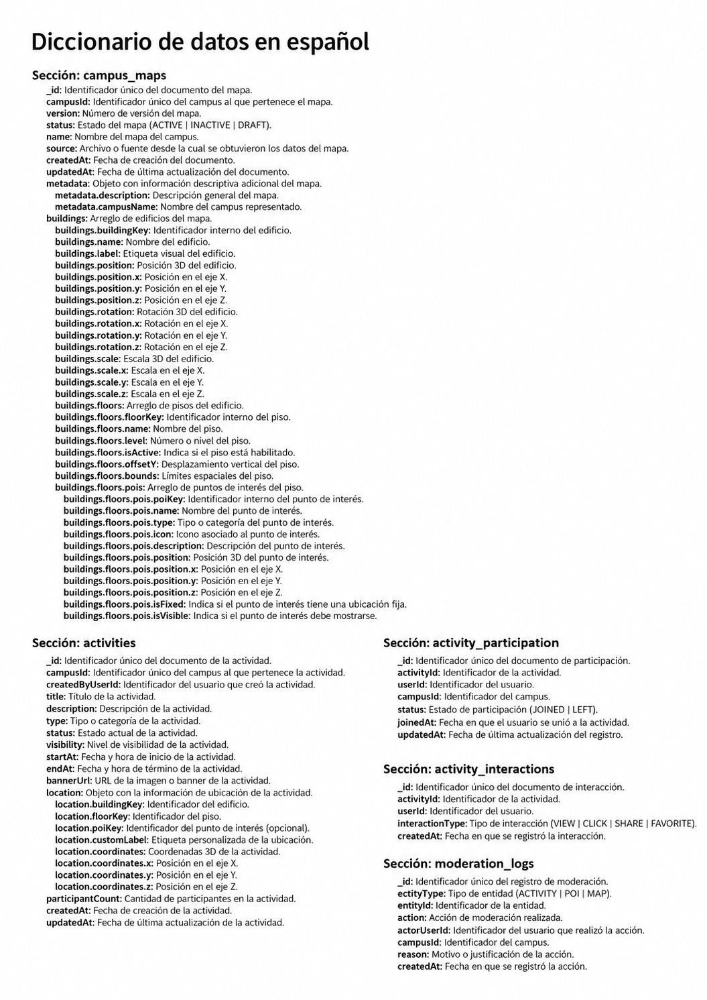 Diccionario de datos en español
Sección: campus_maps
_id: Identificador único del documento del mapa.
campusId: Identificador único del campus al que pertenece el mapa.
version: Número de versión del mapa.
status: Estado del mapa (ACTIVE | INACTIVE | DRAFT).
name: Nombre del mapa del campus.
source: Archivo o fuente desde la cual se obtuvieron los datos del mapa.
createdAt: Fecha de creación del documento.
updatedAt: Fecha de última actualización del documento.
metadata: Objeto con información descriptiva adicional del mapa.
metadata.description: Descripción general del mapa.
metadata.campusName: Nombre del campus representado.
buildings: Arreglo de edificios del mapa.
buildings.buildingKey: Identificador interno del edificio.
buildings.name: Nombre del edificio.
buildings.label: Etiqueta visual del edificio.
buildings.position: Posición 3D del edificio.
buildings.position.x: Posición en el eje X.
buildings.position.y: Posición en el eje Y.
buildings.position.z: Posición en el eje Z.
buildings.rotation: Rotación 3D del edificio.
buildings.rotation.x: Rotación en el eje X.
buildings.rotation.y: Rotación en el eje Y.
buildings.rotation.z: Rotación en el eje Z.
buildings.scale: Escala 3D del edificio.
buildings.scale.x: Escala en el eje X.
buildings.scale.y: Escala en el eje Y.
buildings.scale.z: Escala en el eje Z.
buildings.floors: Arreglo de pisos del edificio.
buildings.floors.floorKey: Identificador interno del piso.
buildings.floors.name: Nombre del piso.
buildings.floors.level: Número o nivel del piso.
buildings.floors.isActive: Indica si el piso está habilitado.
buildings.floors.offsetY: Desplazamiento vertical del piso.
buildings.floors.bounds: Límites espaciales del piso.
buildings.floors.pois: Arreglo de puntos de interés del piso.
buildings.floors.pois.poiKey: Identificador interno del punto de interés.
buildings.floors.pois.name: Nombre del punto de interés.
buildings.floors.pois.type: Tipo o categoría del punto de interés.
buildings.floors.pois.icon: Icono asociado al punto de interés.
buildings.floors.pois.description: Descripción del punto de interés.
buildings.floors.pois.position: Posición 3D del punto de interés.
buildings.floors.pois.position.x: Posición en el eje X.
buildings.floors.pois.position.y: Posición en el eje Y.
buildings.floors.pois.position.z: Posición en el eje Z.
buildings.floors.pois.isFixed: Indica si el punto de interés tiene una ubicación fija.
buildings.floors.pois.isVisible: Indica si el punto de interés debe mostrarse.
Sección: activities
_id: Identificador único del documento de la actividad.
campusId: Identificador único del campus al que pertenece la actividad.
createdByUserId: Identificador del usuario que creó la actividad.
title: Título de la actividad.
description: Descripción de la actividad.
type: Tipo o categoría de la actividad.
status: Estado actual de la actividad.
visibility: Nivel de visibilidad de la actividad.
startAt: Fecha y hora de inicio de la actividad.
endAt: Fecha y hora de término de la actividad.
bannerUrl: URL de la imagen o banner de la actividad.
location: Objeto con la información de ubicación de la actividad.
location.buildingKey: Identificador del edificio.
location.floorKey: Identificador del piso.
location.poiKey: Identificador del punto de interés (opcional).
location.customLabel: Etiqueta personalizada de la ubicación.
location.coordinates: Coordenadas 3D de la actividad.
location.coordinates.x: Posición en el eje X.
location.coordinates.y: Posición en el eje Y.
location.coordinates.z: Posición en el eje Z.
participantCount: Cantidad de participantes en la actividad.
createdAt: Fecha de creación de la actividad.
updatedAt: Fecha de última actualización de la actividad.
Sección: activity_participation
_id: Identificador único del documento de participación.
activityId: Identificador de la actividad.
userId: Identificador del usuario.
campusId: Identificador del campus.
status: Estado de participación (JOINED | LEFT).
joinedAt: Fecha en que el usuario se unió a la actividad.
updatedAt: Fecha de última actualización del registro.
Sección: activity_interactions
_id: Identificador único del documento de interacción.
activityId: Identificador de la actividad.
userId: Identificador del usuario.
interactionType: Tipo de interacción (VIEW | CLICK | SHARE | FAVORITE).
createdAt: Fecha en que se registró la interacción.
Sección: moderation_logs
_id: Identificador único del registro de moderación.
ectityType: Tipo de entidad (ACTIVITY | POI | MAP).
entityId: Identificador de la entidad.
action: Acción de moderación realizada.
actorUserId: Identificador del usuario que realizó la acción.
campusId: Identificador del campus.
reason: Motivo o justificación de la acción.
createdAt: Fecha en que se registró la acción.